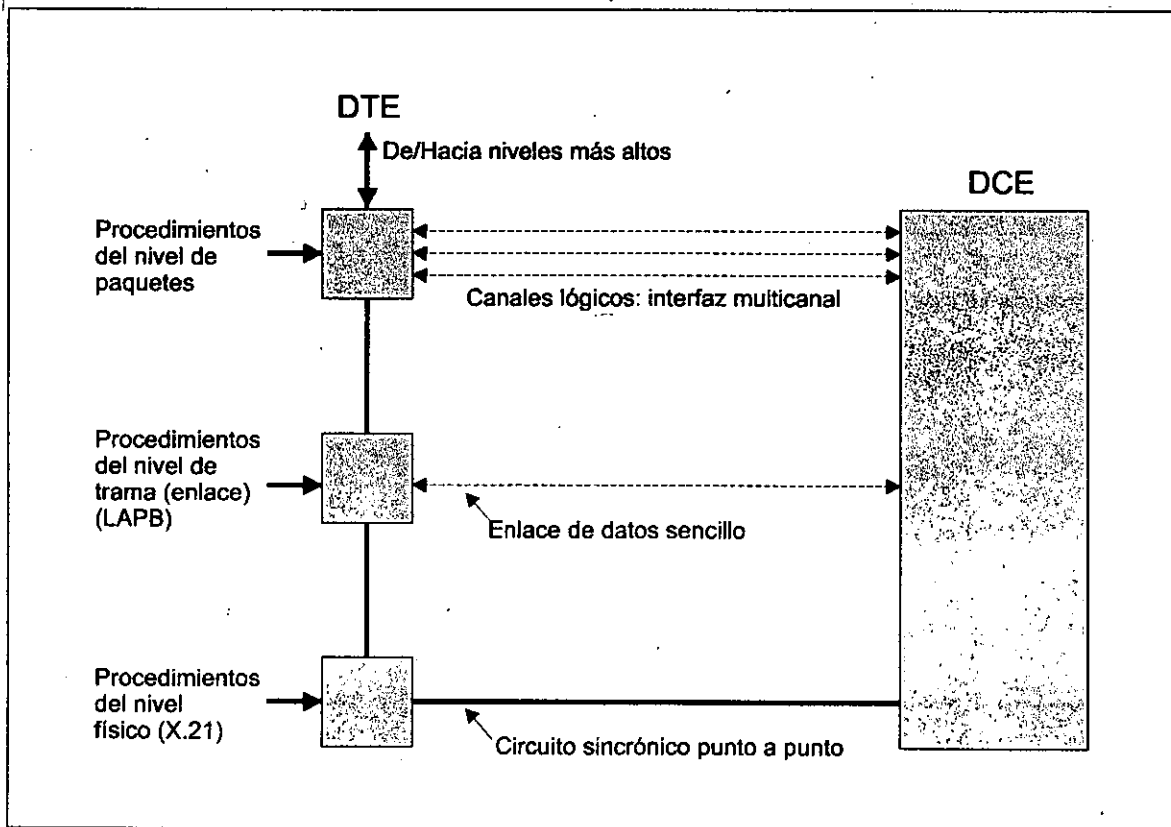 DTE
De/Hacia niveles más altos
DCE
Procedimientos
del nivel de
paquetes
Canales lógicos: interfaz multicanal
Procedimientos
del nivel de
trama (enlace)
(LAPB)
Enlace de datos sencillo
Procedimientos
del nivel
físico (X.21)
Circuito sincrónico punto a punto